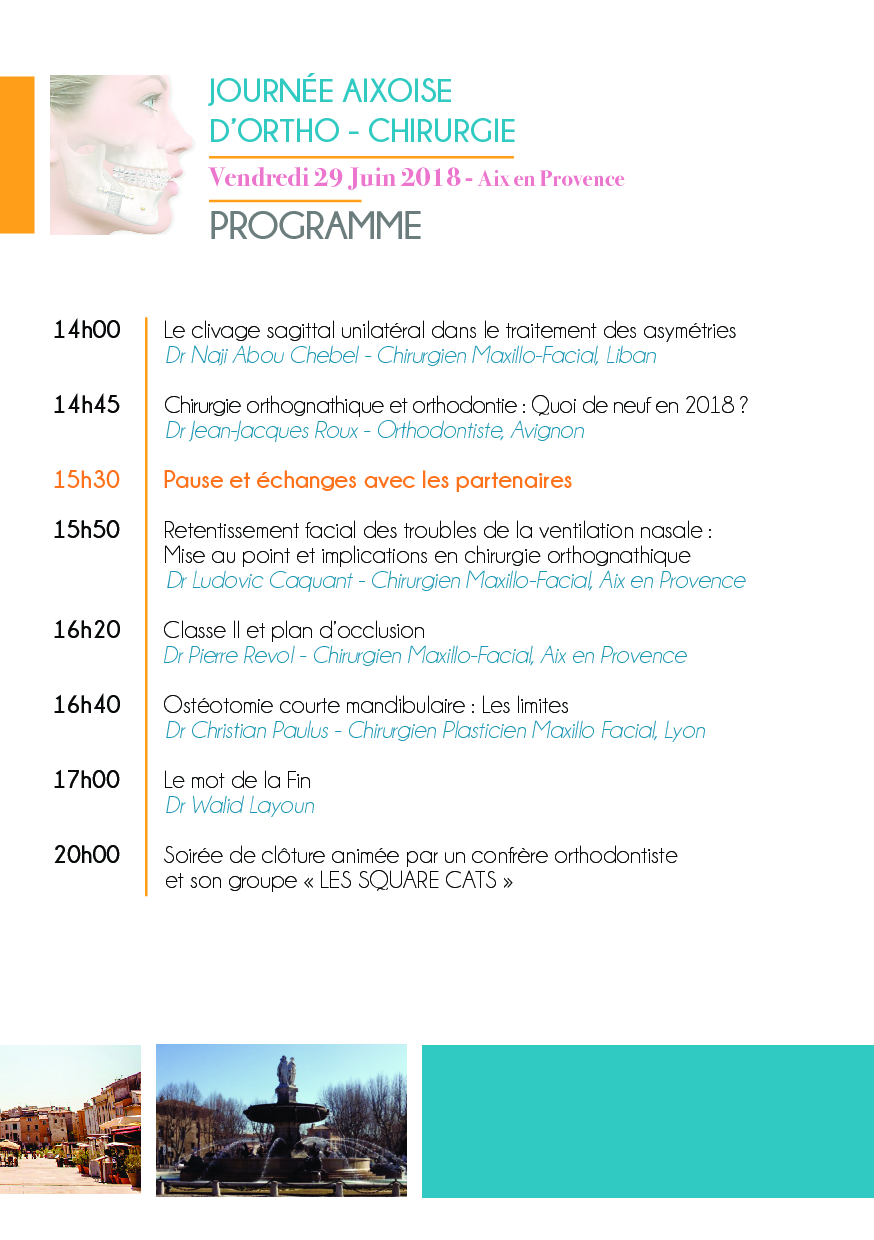 JOURNÉE AIXOISE
D'ORTHO - CHIRURGIE
Vendredi 29 Juin 2018 - Aix en Provence
PROGRAMME
14h00 Le clivage sagittal unilatéral dans le traitement des asymétries
Dr Naji Abou Chebel - Chirurgien Maxillo-Facial, Liban
14h45 Chirurgie orthognathique et orthodontie : Quoi de neuf en 2018 ?
Dr Jean-Jacques Roux - Orthodontiste, Avignon
15h30 Pause et échanges avec les partenaires
15h50 Retentissement facial des troubles de la ventilation nasale :
Mise au point et implications en chirurgie orthognathique
Dr Ludovic Caquant - Chirurgien Maxillo-Facial, Aix en Provence
16h20 Classe II et plan d'occlusion
Dr Pierre Revol - Chirurgien Maxillo-Facial, Aix en Provence
16h40 Ostéotomie courte mandibulaire : Les limites
Dr Christian Paulus - Chirurgien Plasticien Maxillo Facial, Lyon
17h00 Le mot de la Fin
Dr Walid Layoun
20h00 Soirée de clôture animée par un confrère orthodontiste
et son groupe « LES SQUARE CATS »